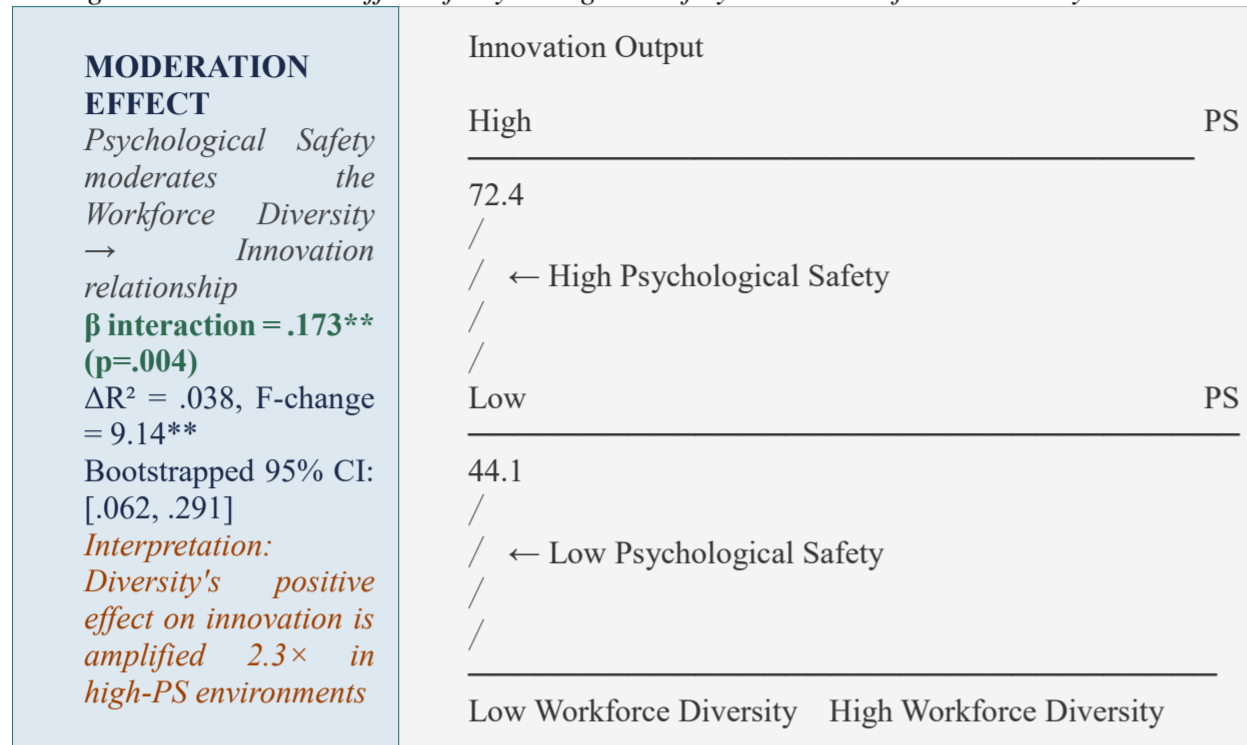 MODERATION
EFFECT
Psychological Safety
moderates the
Workforce Diversity
→ Innovation
relationship
β interaction = .173**
(p=.004)
ΔR² = .038, F-change
= 9.14**
Bootstrapped 95% CI:
[.062, .291]
Interpretation:
Diversity's positive
effect on innovation is
amplified 2.3× in
high-PS environments
Innovation Output
High PS
72.4
/
/ ← High Psychological Safety
/
/
Low PS
44.1
/
/ ← Low Psychological Safety
/
/
Low Workforce Diversity High Workforce Diversity